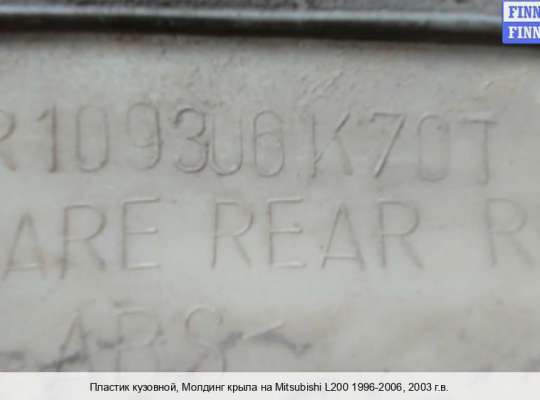 FINN
FINN
R1093U6K70T
ARE REAR R
ABS
Пластик кузовной, Молдинг крыла на Mitsubishi L200 1996-2006, 2003 г.в.